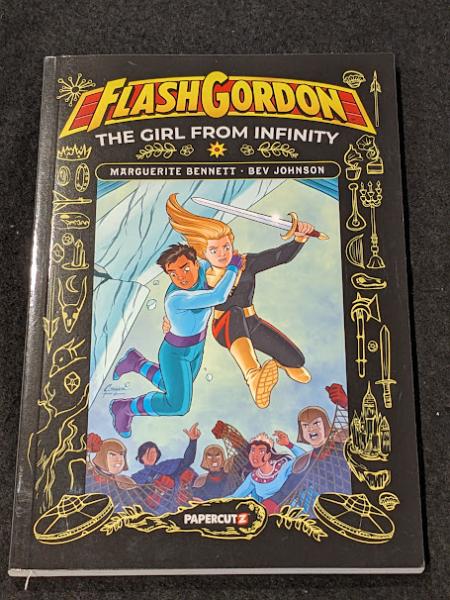 FLASH GORDON
THE GIRL FROM INFINITY
MARGUERITE BENNETT • BEV JOHNSON
PAPERCUTZ